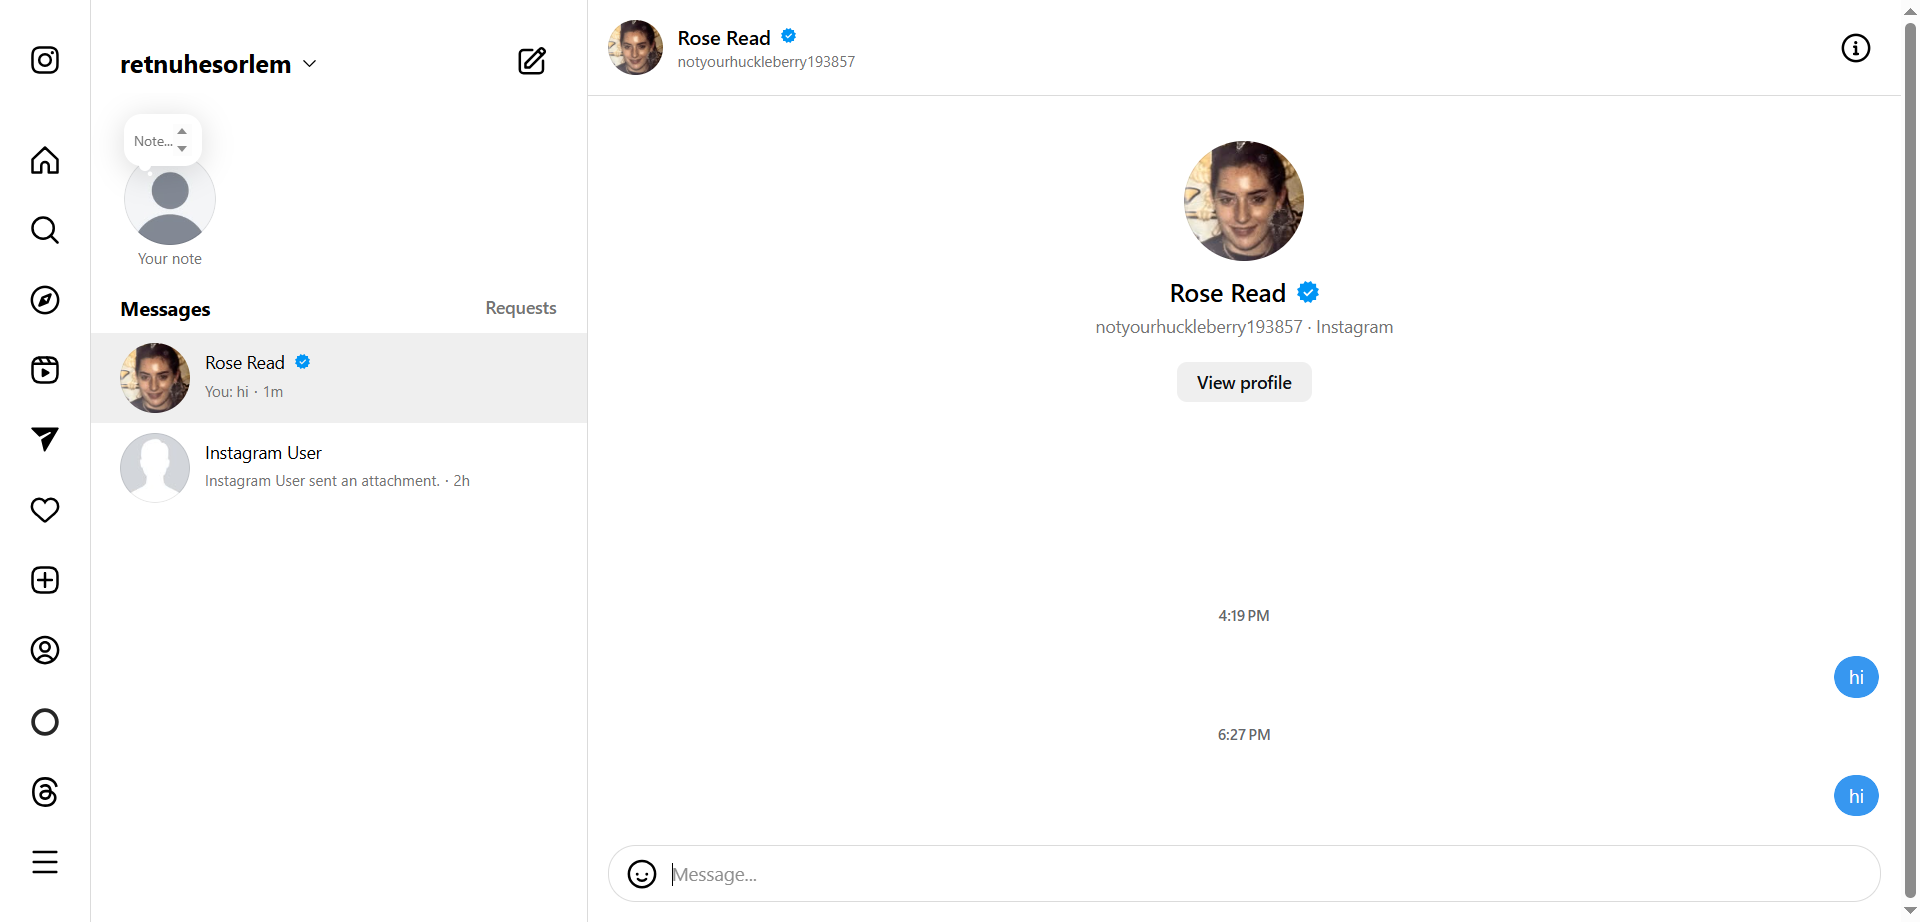 retnuhesorlem
Note...
Your note
Messages
Requests
Rose Read
You: hi · 1m
Instagram User
Instagram User sent an attachment. · 2h
Rose Read
notyourhuckleberry193857
Rose Read
notyourhuckleberry193857 · Instagram
View profile
4:19 PM
hi
6:27 PM
hi
Message...